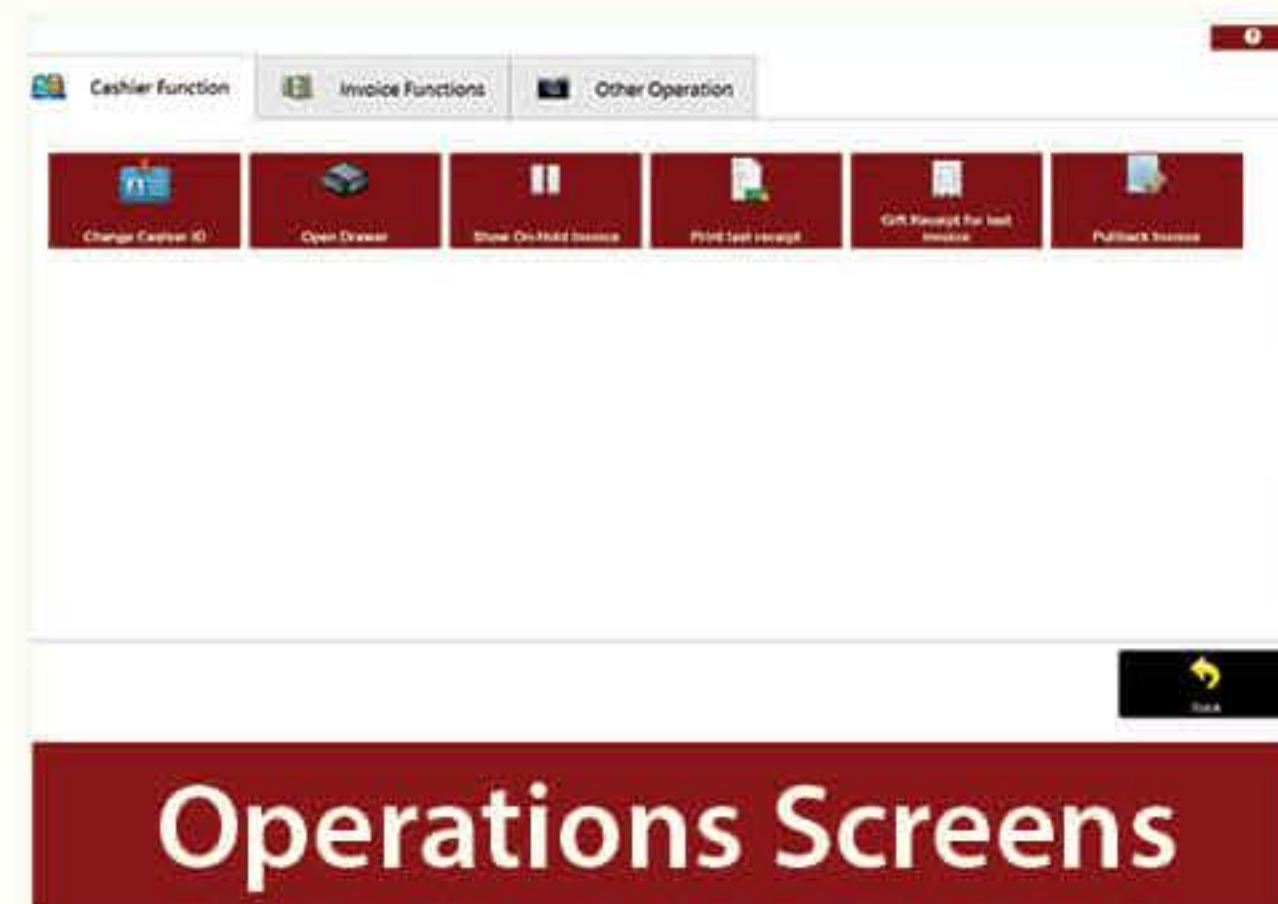 Cashier Function
Invoice Functions
Other Operation
Change Cashier ID
Open Drawer
Show On-Hold Invoice
Print last receipt
Gift Receipt for last
invoice
Pullback Invoice
Back
Operations Screens